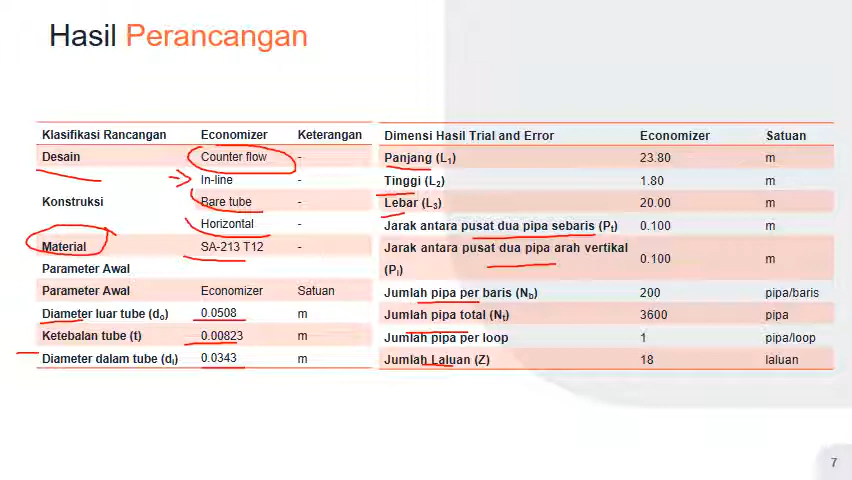 Hasil Perancangan
Klasifikasi Rancangan Economizer Keterangan
Desain Counter flow -
In-line -
Konstruksi Bare tube -
Horizontal -
Material SA-213 T12 -
Parameter Awal
Parameter Awal Economizer Satuan
Diameter luar tube (do) 0.0508 m
Ketebalan tube (t) 0.00823 m
Diameter dalam tube (di) 0.0343 m
Dimensi Hasil Trial and Error Economizer Satuan
Panjang (L1) 23.80 m
Tinggi (L2) 1.80 m
Lebar (L3) 20.00 m
Jarak antara pusat dua pipa sebaris (Pt) 0.100 m
Jarak antara pusat dua pipa arah vertikal
(Pl) 0.100 m
Jumlah pipa per baris (Nb) 200 pipa/baris
Jumlah pipa total (Nt) 3600 pipa
Jumlah pipa per loop 1 pipa/loop
Jumlah Laluan (Z) 18 laluan
7